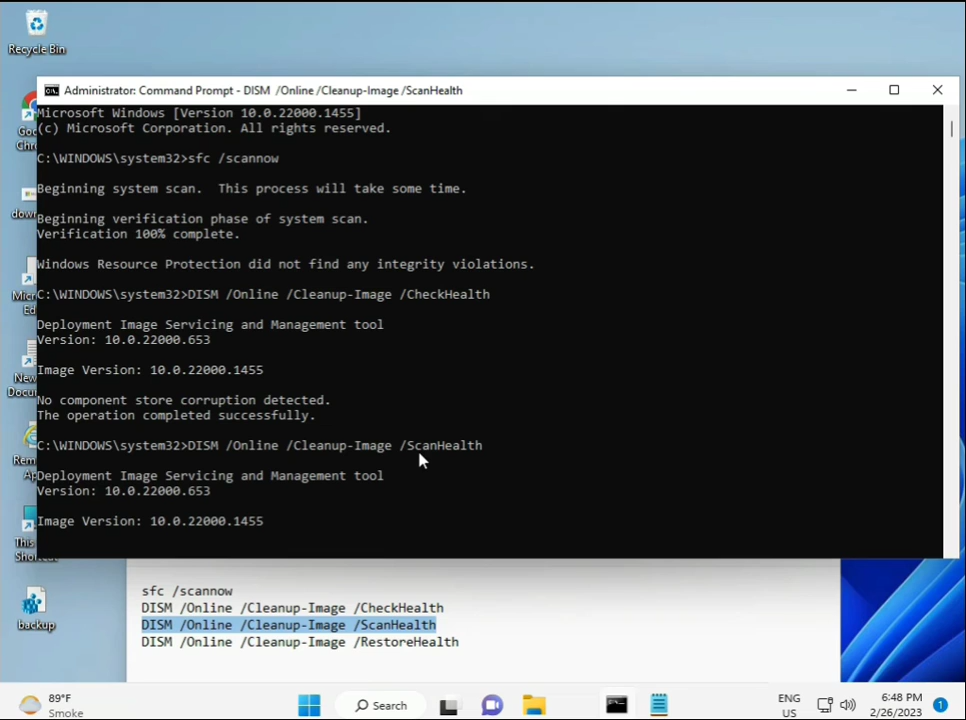 Recycle Bin
Administrator: Command Prompt - DISM /Online /Cleanup-Image /ScanHealth
Microsoft Windows [Version 10.0.22000.1455]
(c) Microsoft Corporation. All rights reserved.
C:\WINDOWS\system32>sfc /scannow
Beginning system scan.  This process will take some time.
Beginning verification phase of system scan.
Verification 100% complete.
Windows Resource Protection did not find any integrity violations.
C:\WINDOWS\system32>DISM /Online /Cleanup-Image /CheckHealth
Deployment Image Servicing and Management tool
Version: 10.0.22000.653
Image Version: 10.0.22000.1455
No component store corruption detected.
The operation completed successfully.
C:\WINDOWS\system32>DISM /Online /Cleanup-Image /ScanHealth
Deployment Image Servicing and Management tool
Version: 10.0.22000.653
Image Version: 10.0.22000.1455
backup
sfc /scannow
DISM /Online /Cleanup-Image /CheckHealth
DISM /Online /Cleanup-Image /ScanHealth
DISM /Online /Cleanup-Image /RestoreHealth
89°F
Smoke
Search
ENG
US
6:48 PM
2/26/2023
1